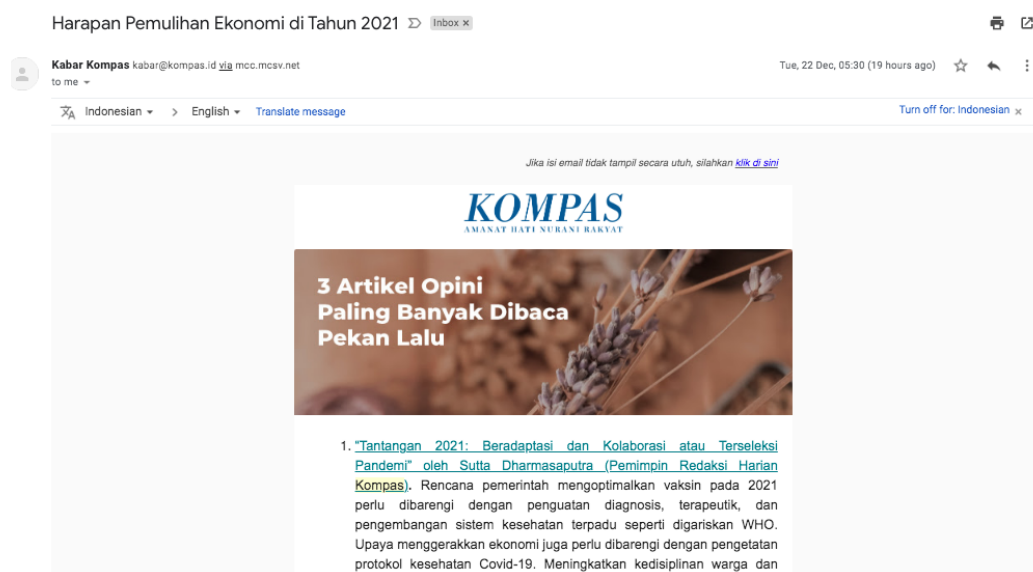 Harapan Pemulihan Ekonomi di Tahun 2021 Inbox ×
Kabar Kompas kabar@kompas.id via mcc.mcsv.net Tue, 22 Dec, 05:30 (19 hours ago)
to me
Indonesian > English Translate message Turn off for: Indonesian ×
Jika isi email tidak tampil secara utuh, silahkan klik di sini
KOMPAS
AMANAT HATI NURANI RAKYAT
3 Artikel Opini
Paling Banyak Dibaca
Pekan Lalu
1. "Tantangan 2021: Beradaptasi dan Kolaborasi atau Terseleksi
Pandemi" oleh Sutta Dharmasaputra (Pemimpin Redaksi Harian
Kompas). Rencana pemerintah mengoptimalkan vaksin pada 2021
perlu dibarengi dengan penguatan diagnosis, terapeutik, dan
pengembangan sistem kesehatan terpadu seperti digariskan WHO.
Upaya menggerakkan ekonomi juga perlu dibarengi dengan pengetatan
protokol kesehatan Covid-19. Meningkatkan kedisiplinan warga dan